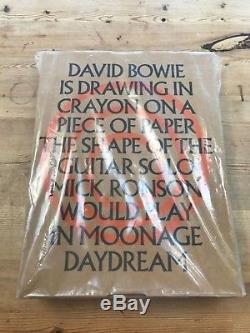 DAVID BOWIE
IS DRAWING IN
CRAYON ON A
PIECE OF PAPER
THE SHAPE OF THE
GUITAR SOLO
MICK RONSON
WOULD PLAY
IN MOONAGE
DAYDREAM
ebay